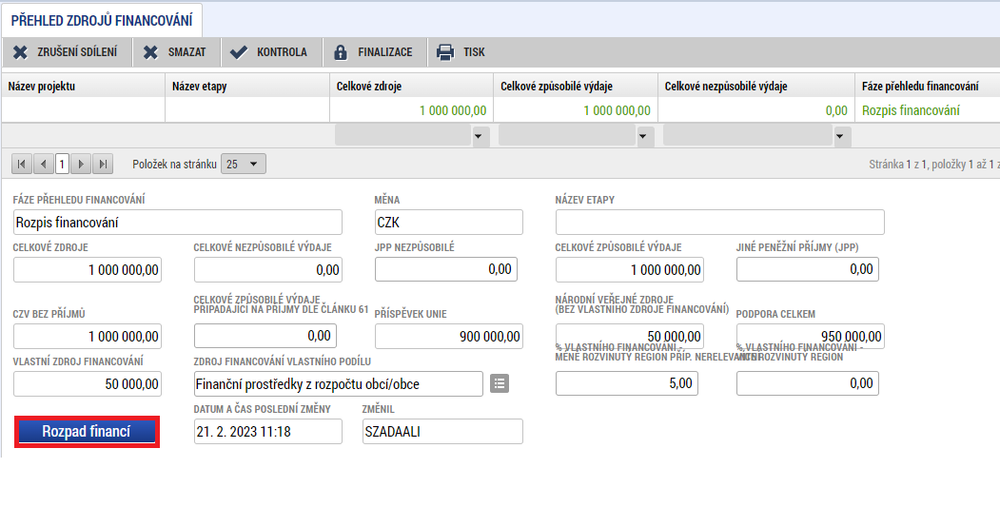 PŘEHLED ZDROJŮ FINANCOVÁNÍ
ZRUŠENÍ SDÍLENÍ SMAZAT KONTROLA FINALIZACE TISK
Název projektu Název etapy Celkové zdroje Celkové způsobilé výdaje Celkové nezpůsobilé výdaje Fáze přehledu financování
1 000 000,00 1 000 000,00 0,00 Rozpis financování
1 Položek na stránku 25 Stránka 1 z 1, položky 1 až 1 z
FÁZE PŘEHLEDU FINANCOVÁNÍ MĚNA NÁZEV ETAPY
Rozpis financování CZK
CELKOVÉ ZDROJE CELKOVÉ NEZPŮSOBILÉ VÝDAJE JPP NEZPŮSOBILÉ CELKOVÉ ZPŮSOBILÉ VÝDAJE JINÉ PENĚŽNÍ PŘÍJMY (JPP)
1 000 000,00 0,00 0,00 1 000 000,00 0,00
CELKOVÉ ZPŮSOBILÉ VÝDAJE NÁRODNÍ VEŘEJNÉ ZDROJE
CZV BEZ PŘÍJMŮ PŘIPADAJÍCÍ NA PŘÍJMY DLE ČLÁNKU 61 PŘÍSPĚVEK UNIE (BEZ VLASTNÍHO ZDROJE FINANCOVÁNÍ) PODPORA CELKEM
1 000 000,00 0,00 900 000,00 50 000,00 950 000,00
% VLASTNÍHO FINANCOVÁNÍ -, % VLASTNÍHO FINANCOVÁNÍ -
VLASTNÍ ZDROJ FINANCOVÁNÍ ZDROJ FINANCOVÁNÍ VLASTNÍHO PODÍLU MÉNĚ ROZVINUTÝ REGION PŘÍP. ROZVINUTÝ REGION
50 000,00 Finanční prostředky z rozpočtu obcí/obce 5,00 0,00
DATUM A ČAS POSLEDNÍ ZMĚNY ZMĚNIL
Rozpad financí 21. 2. 2023 11:18 SZADAALI